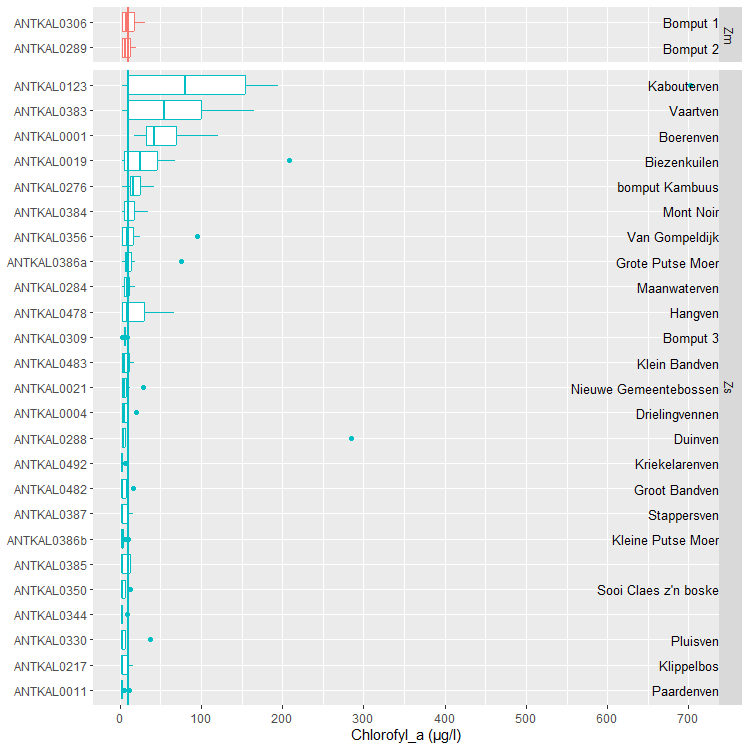 ANTKAL0306 Bomput 1
ANTKAL0289 Bomput 2
Zm
ANTKAL0123 Kabouterven
ANTKAL0383 Vaartven
ANTKAL0001 Boerenven
ANTKAL0019 Biezenkuilen
ANTKAL0276 bomput Kambuus
ANTKAL0384 Mont Noir
ANTKAL0356 Van Gompeldijk
ANTKAL0386a Grote Putse Moer
ANTKAL0284 Maanwaterven
ANTKAL0478 Hangven
ANTKAL0309 Bomput 3
ANTKAL0483 Klein Bandven
ANTKAL0021 Nieuwe Gemeentebossen
ANTKAL0004 Drielingvennen
ANTKAL0288 Duinven
ANTKAL0492 Kriekelarenven
ANTKAL0482 Groot Bandven
ANTKAL0387 Stappersven
ANTKAL0386b Kleine Putse Moer
ANTKAL0385
ANTKAL0350 Sooi Claes z'n boske
ANTKAL0344
ANTKAL0330 Pluisven
ANTKAL0217 Klippelbos
ANTKAL0011 Paardenven
Zs
0 100 200 300 400 500 600 700
Chlorofyl_a (µg/l)